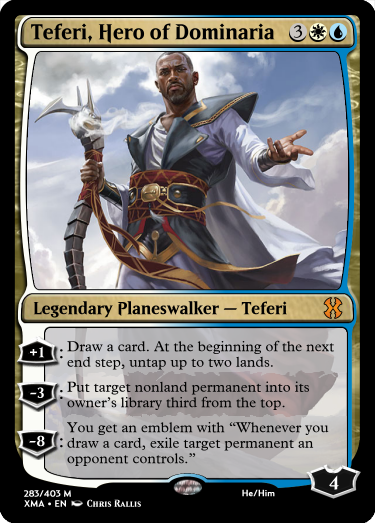 Teferi, Hero of Dominaria 3
Legendary Planeswalker — Teferi
+1: Draw a card. At the beginning of the next
end step, untap up to two lands.
-3: Put target nonland permanent into its
owner's library third from the top.
-8: You get an emblem with “Whenever you
draw a card, exile target permanent an
opponent controls.”
4
283/403 M
XMA • EN Chris Rallis
He/Him